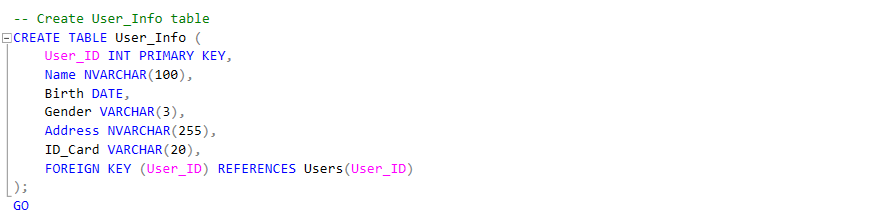 -- Create User_Info table
CREATE TABLE User_Info (
    User_ID INT PRIMARY KEY,
    Name NVARCHAR(100),
    Birth DATE,
    Gender VARCHAR(3),
    Address NVARCHAR(255),
    ID_Card VARCHAR(20),
    FOREIGN KEY (User_ID) REFERENCES Users(User_ID)
);
GO